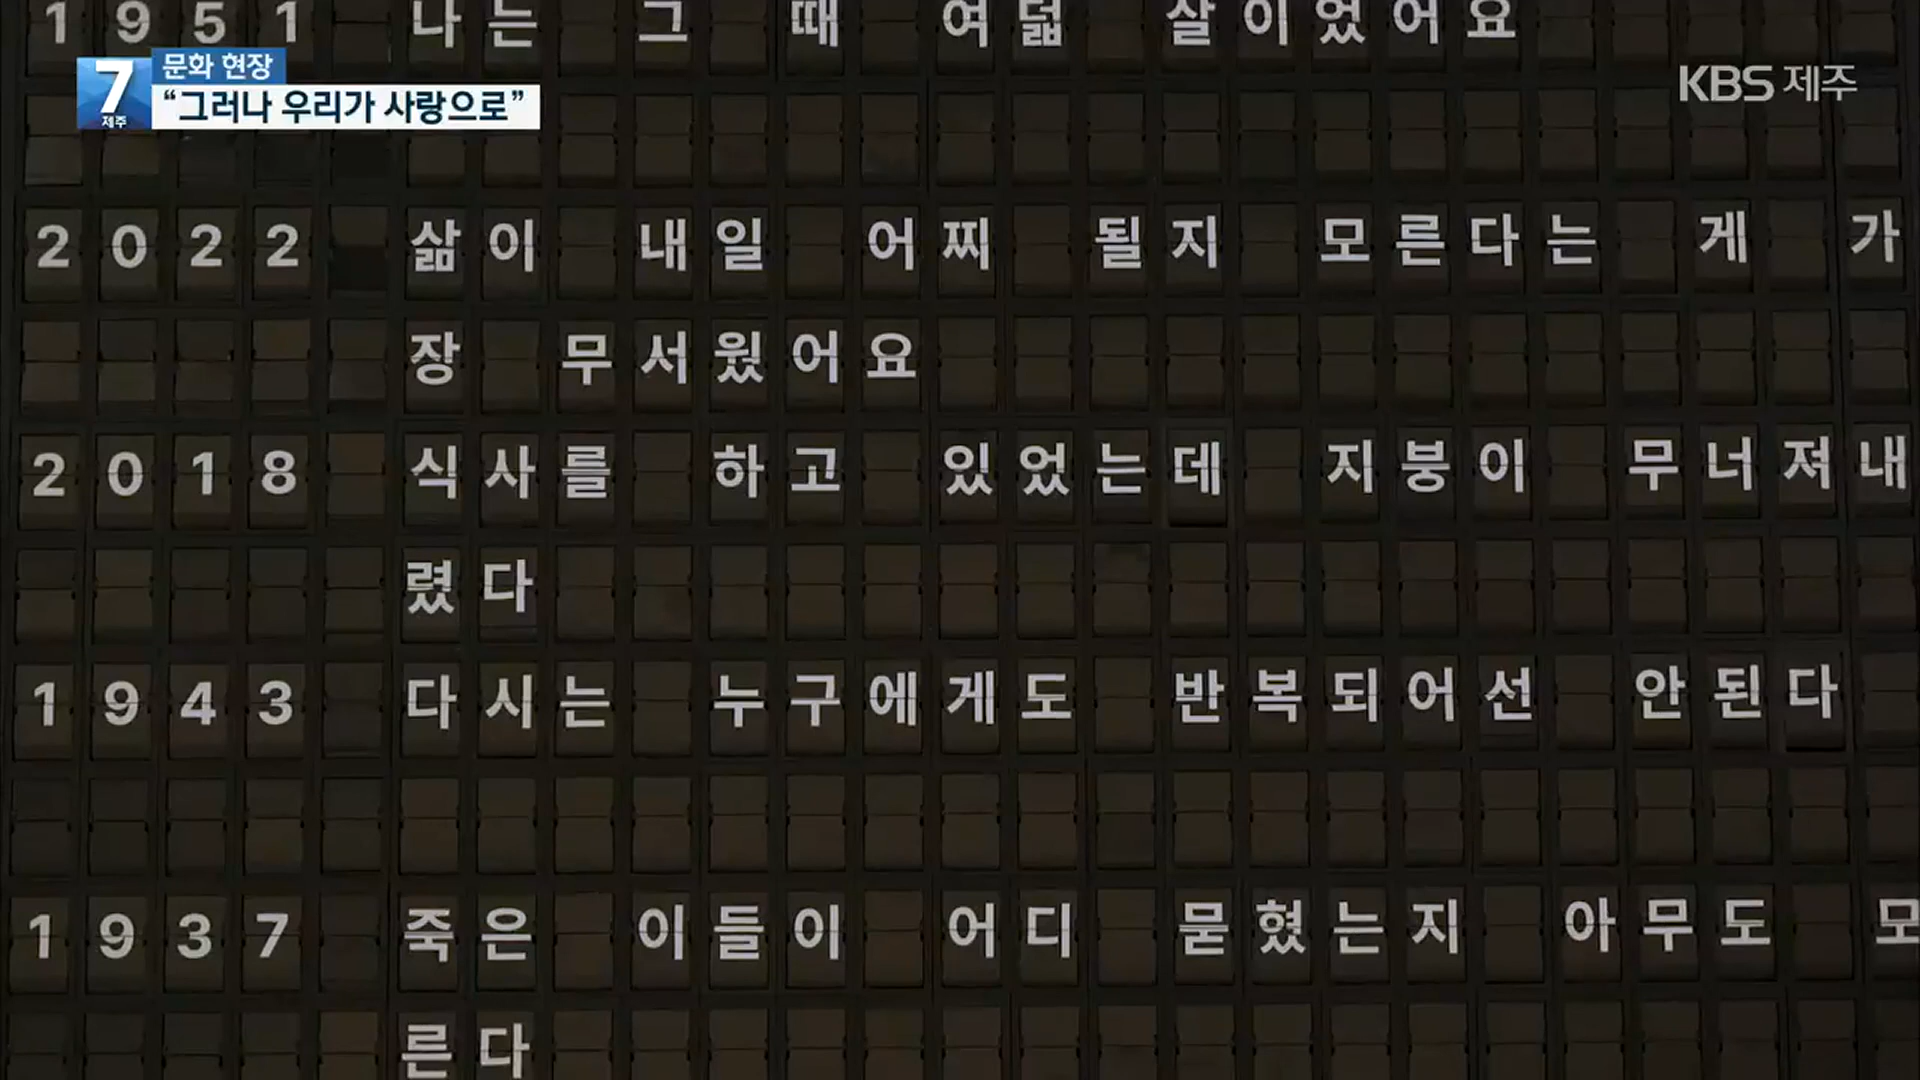 1951 나는 그때 여덟 살이었어요
7 제주 문화 현장
“그러나 우리가 사랑으로”
KBS 제주
2022 삶이 내일 어찌 될지 모른다는 게 가
장 무서웠어요
2018 식사를 하고 있었는데 지붕이 무너져내
렸다
1943 다시는 누구에게도 반복되어선 안된다
1937 죽은 이들이 어디 묻혔는지 아무도 모
른다